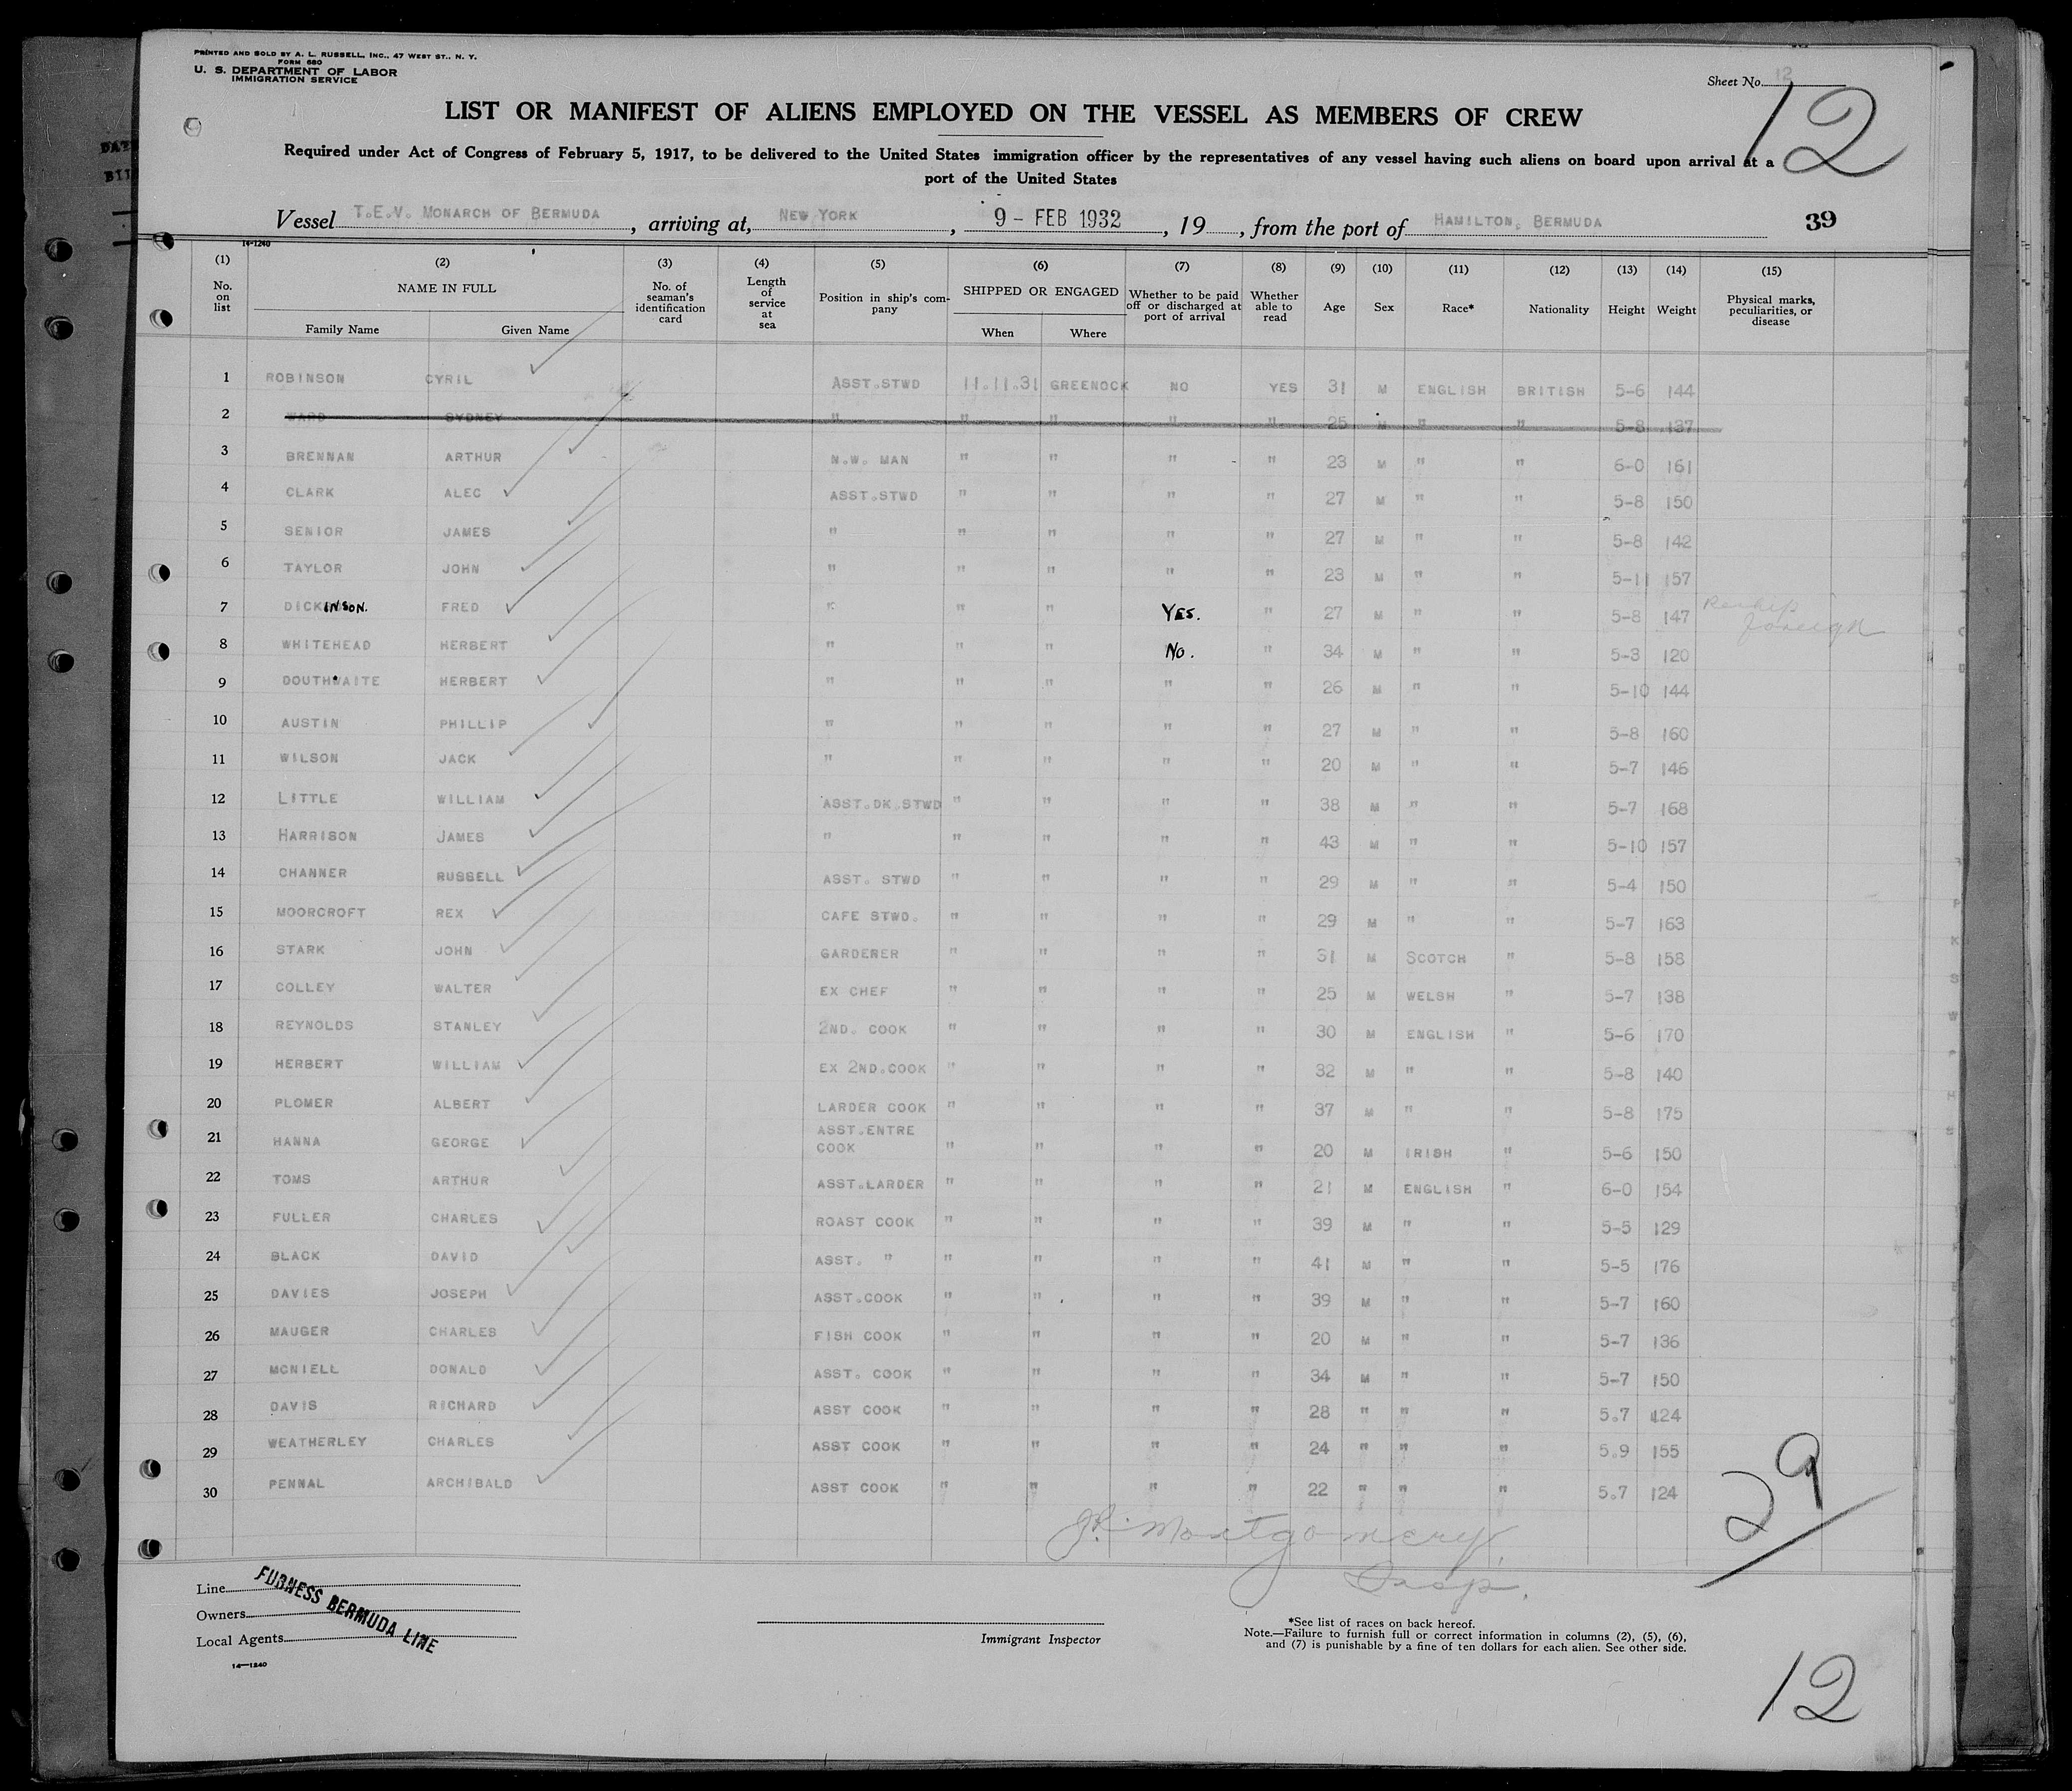 PRINTED AND SOLD BY A. L. RUSSELL, INC., 47 WEST ST., N. Y.
FORM 680
U. S. DEPARTMENT OF LABOR
IMMIGRATION SERVICE
Sheet No. 12
12
LIST OR MANIFEST OF ALIENS EMPLOYED ON THE VESSEL AS MEMBERS OF CREW
Required under Act of Congress of February 5, 1917, to be delivered to the United States immigration officer by the representatives of any vessel having such aliens on board upon arrival at a
port of the United States
Vessel T.E.V. MONARCH OF BERMUDA, arriving at, NEW YORK, 9 - FEB 1932, 19, from the port of HAMILTON, BERMUDA 39
14-1240
(1) (2) (3) (4) (5) (6) (7) (8) (9) (10) (11) (12) (13) (14) (15)
No. on list NAME IN FULL Family Name Given Name No. of seaman's identification card Length of service at sea Position in ship's company SHIPPED OR ENGAGED When Where Whether to be paid off or discharged at port of arrival Whether able to read Age Sex Race* Nationality Height Weight Physical marks, peculiarities, or disease
1 ROBINSON CYRIL ASST.STWD 11.11.31 GREENOCK NO YES 31 M ENGLISH BRITISH 5-6 144
2 WARD SYDNEY " " " " " 25 M " " 5-8 137
3 BRENNAN ARTHUR N.W. MAN " " " " 23 M " " 6-0 161
4 CLARK ALEC ASST.STWD " " " " 27 M " " 5-8 150
5 SENIOR JAMES " " " " " 27 M " " 5-8 142
6 TAYLOR JOHN " " " " " 23 M " " 5-11 157
7 DICKINSON. FRED " " " YES. " 27 M " " 5-8 147 Reship foreign
8 WHITEHEAD HERBERT " " " No. " 34 M " " 5-3 120
9 DOUTHWAITE HERBERT " " " " " 26 M " " 5-10 144
10 AUSTIN PHILLIP " " " " " 27 M " " 5-8 160
11 WILSON JACK " " " " " 20 M " " 5-7 146
12 LITTLE WILLIAM ASST.DK.STWD " " " " 38 M " " 5-7 168
13 HARRISON JAMES " " " " " 43 M " " 5-10 157
14 CHANNER RUSSELL ASST. STWD " " " " 29 M " " 5-4 150
15 MOORCROFT REX CAFE STWD. " " " " 29 M " " 5-7 163
16 STARK JOHN GARDENER " " " " 31 M SCOTCH " 5-8 158
17 COLLEY WALTER EX CHEF " " " " 25 M WELSH " 5-7 138
18 REYNOLDS STANLEY 2ND. COOK " " " " 30 M ENGLISH " 5-6 170
19 HERBERT WILLIAM EX 2ND.COOK " " " " 32 M " " 5-8 140
20 PLOMER ALBERT LARDER COOK " " " " 37 M " " 5-8 175
21 HANNA GEORGE ASST.ENTRE COOK " " " " 20 M IRISH " 5-6 150
22 TOMS ARTHUR ASST.LARDER " " " " 21 M ENGLISH " 6-0 154
23 FULLER CHARLES ROAST COOK " " " " 39 M " " 5-5 129
24 BLACK DAVID ASST. " " " " " 41 M " " 5-5 176
25 DAVIES JOSEPH ASST.COOK " " " " 39 M " " 5-7 160
26 MAUGER CHARLES FISH COOK " " " " 20 M " " 5-7 136
27 MCNIELL DONALD ASST. COOK " " " " 34 M " " 5-7 150
28 DAVIS RICHARD ASST COOK " " " " 28 " " " 5.7 124
29 WEATHERLEY CHARLES ASST COOK " " " " 24 " " " 5.9 155
30 PENNAL ARCHIBALD ASST COOK " " " " 22 " " " 5.7 124
29
J.R. Montgomery,
Insp.
Line
Owners
Local Agents
FURNESS BERMUDA LINE
14-1240
Immigrant Inspector
*See list of races on back hereof.
Note.—Failure to furnish full or correct information in columns (2), (5), (6),
and (7) is punishable by a fine of ten dollars for each alien. See other side.
12